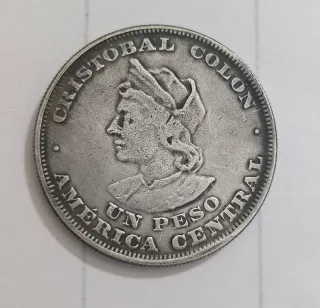 · CRISTOBAL COLON ·
UN PESO
AMÉRICA CENTRAL